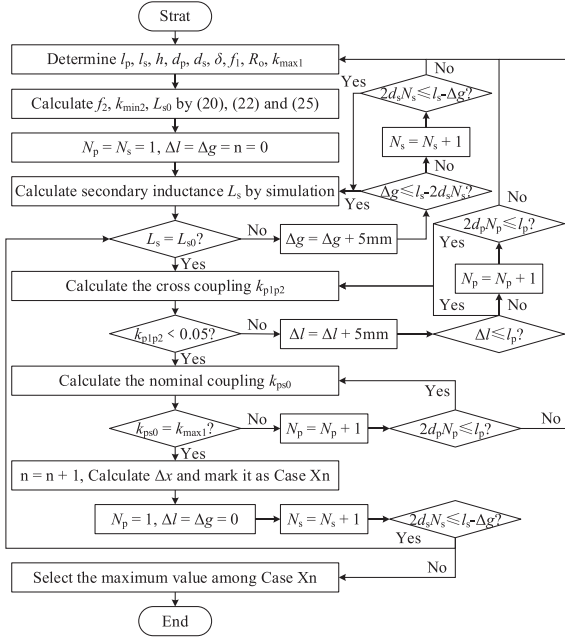 Strat
Determine lp, ls, h, dp, ds, δ, f1, Ro, kmax1
No
No
Yes
2dsNs≤ls-Δg?
Calculate f2, kmin2, Ls0 by (20), (22) and (25)
Ns = Ns + 1
Np = Ns = 1, Δl = Δg = n = 0
No
Calculate secondary inductance Ls by simulation
Yes
Δg≤ls-2dsNs?
2dpNp≤lp?
Ls = Ls0?
No
Δg = Δg + 5mm
Yes
Yes
Np = Np + 1
Calculate the cross coupling kp1p2
Yes
No
kp1p2 < 0.05?
No
Δl = Δl + 5mm
Δl≤lp?
Yes
Calculate the nominal coupling kps0
Yes
kps0 = kmax1?
No
Np = Np + 1
2dpNp≤lp?
No
Yes
n = n + 1, Calculate Δx and mark it as Case Xn
Np = 1, Δl = Δg = 0
Ns = Ns + 1
2dsNs≤ls-Δg?
Yes
No
Select the maximum value among Case Xn
End